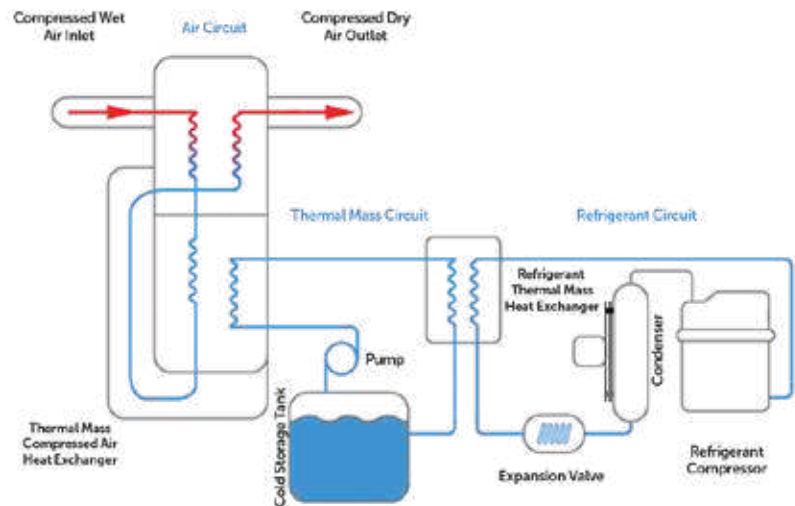 Compressed Wet
Air Inlet
Air Circuit
Compressed Dry
Air Outlet
Thermal Mass Circuit
Refrigerant Circuit
Refrigerant
Thermal Mass
Heat Exchanger
Condenser
Pump
Cold Storage Tank
Thermal Mass
Compressed Air
Heat Exchanger
Expansion Valve
Refrigerant
Compressor